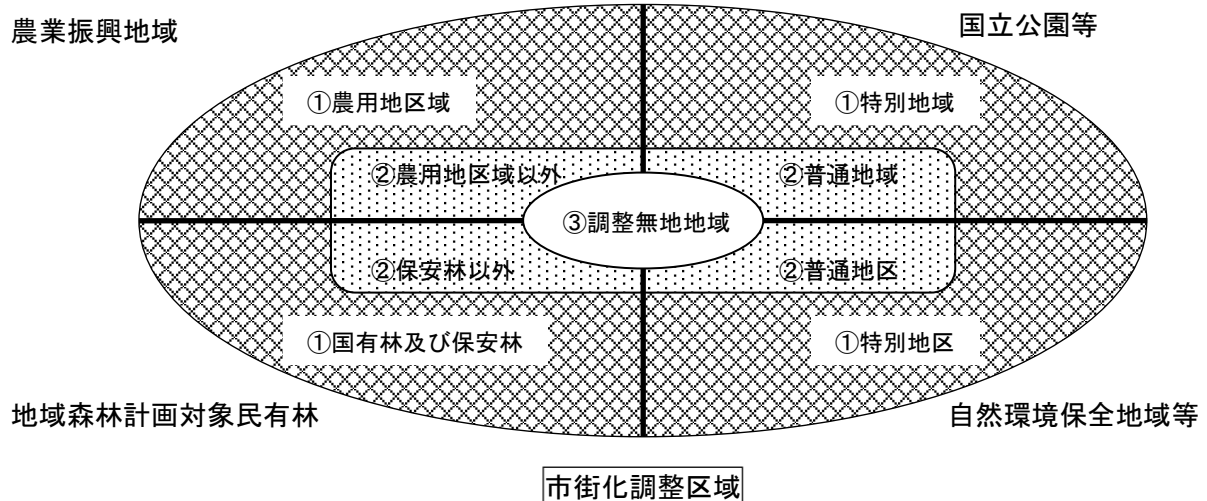 農業振興地域
国立公園等
①農用地区域
①特別地域
②農用地区域以外
②普通地域
③調整無地地域
②保安林以外
②普通地区
①国有林及び保安林
①特別地区
地域森林計画対象民有林
自然環境保全地域等
市街化調整区域